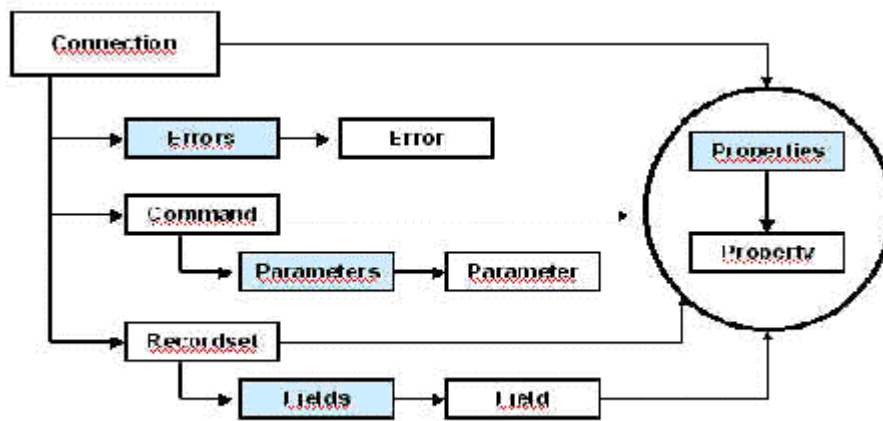 Connection
Errors
Error
Properties
Command
Property
Parameters
Parameter
Recordset
Fields
Field